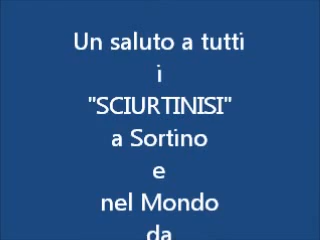 Un saluto a tutti
i
"SCIURTINISI"
a Sortino
e
nel Mondo
da